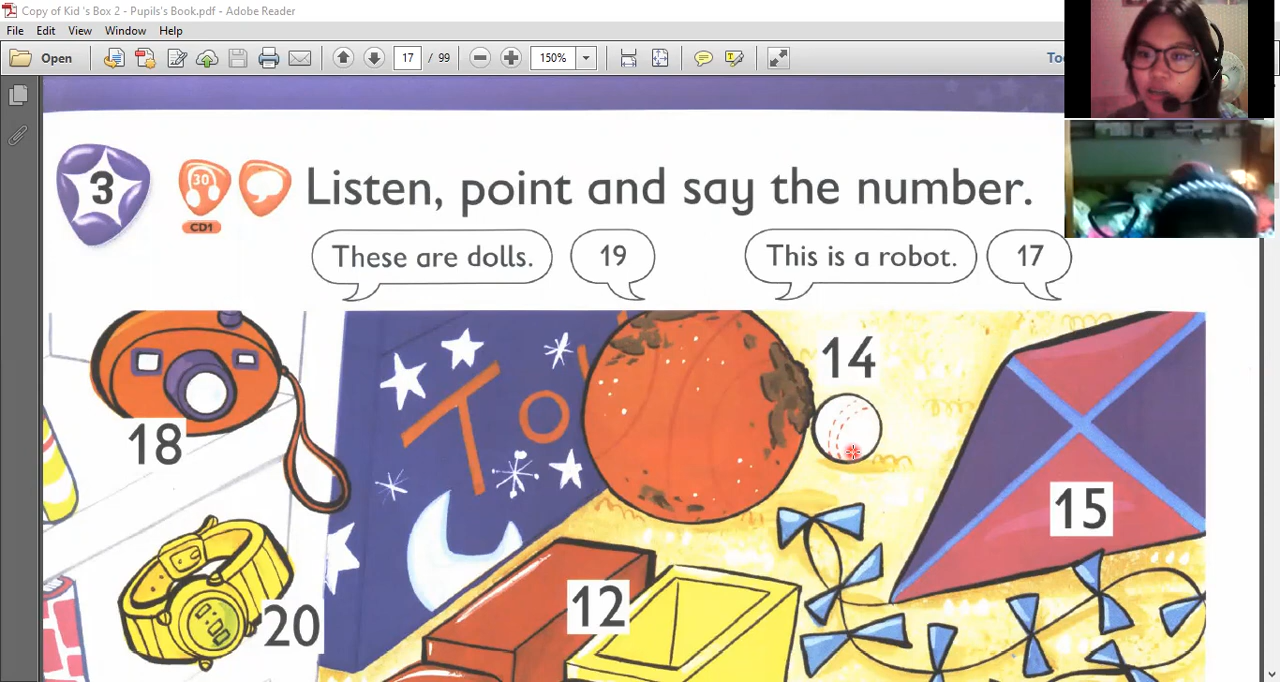 Copy of Kid 's Box 2 - Pupils's Book.pdf - Adobe Reader
File Edit View Window Help
Open 17 / 99 150%
3 30 Listen, point and say the number.
CD1
These are dolls. 19 This is a robot. 17
To
14
18
15
12
20